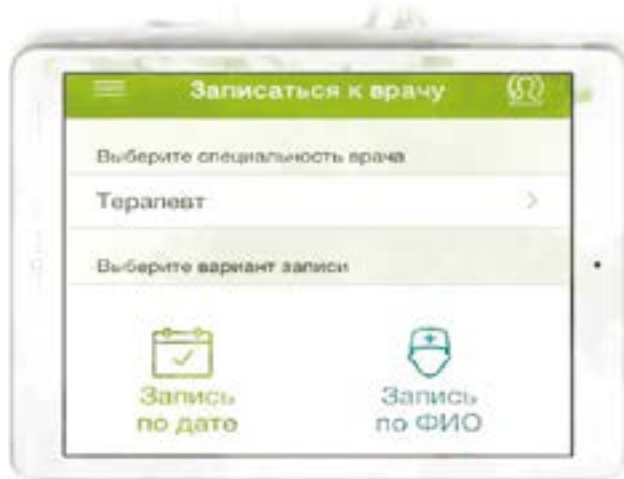 Записаться к врачу
Выберите специальность врача
Терапевт
Выберите вариант записи
Запись
по дате
Запись
по ФИО